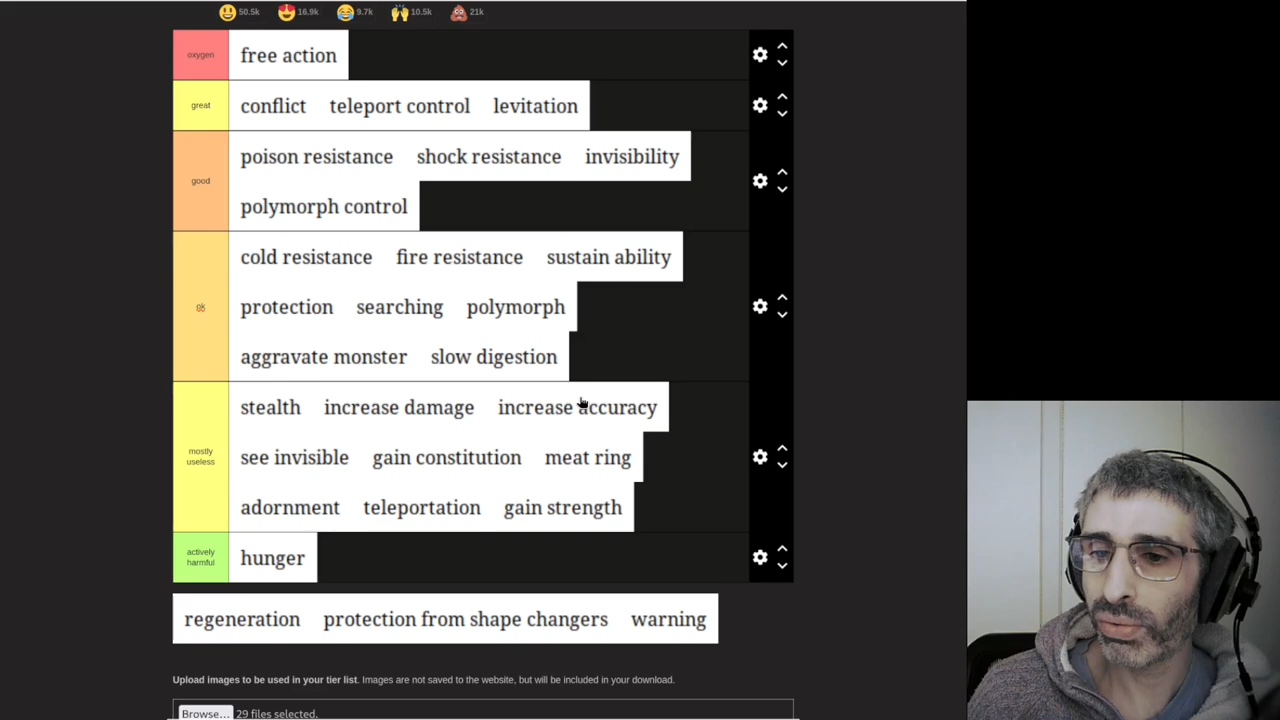 50.5k 16.9k 9.7k 10.5k 21k
oxygen
free action
great
conflict teleport control levitation
good
poison resistance shock resistance invisibility
polymorph control
ok
cold resistance fire resistance sustain ability
protection searching polymorph
aggravate monster slow digestion
mostly
useless
stealth increase damage increase accuracy
see invisible gain constitution meat ring
adornment teleportation gain strength
actively
harmful
hunger
regeneration protection from shape changers warning
Upload images to be used in your tier list. Images are not saved to the website, but will be included in your download.
Browse... 29 files selected.